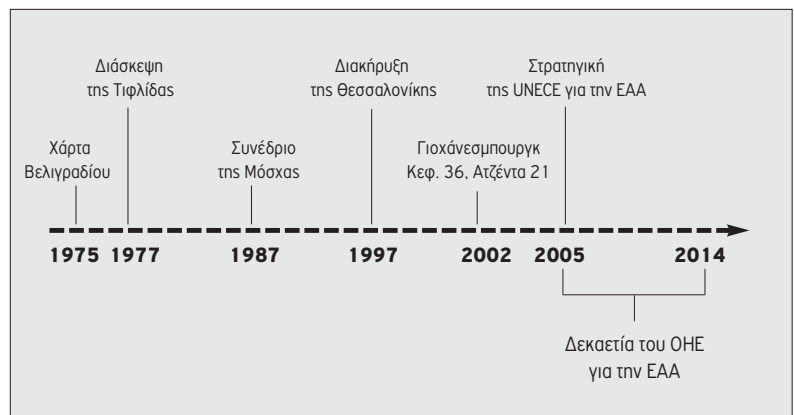 Διάσκεψη
της Τιφλίδας
Διακήρυξη
της Θεσσαλονίκης
Στρατηγική
της UNECE για την ΕΑΑ
Χάρτα
Βελιγραδίου
Συνέδριο
της Μόσχας
Γιοχάνεσμπουργκ
Κεφ. 36, Ατζέντα 21
1975 1977 1987 1997 2002 2005 2014
Δεκαετία του ΟΗΕ
για την ΕΑΑ